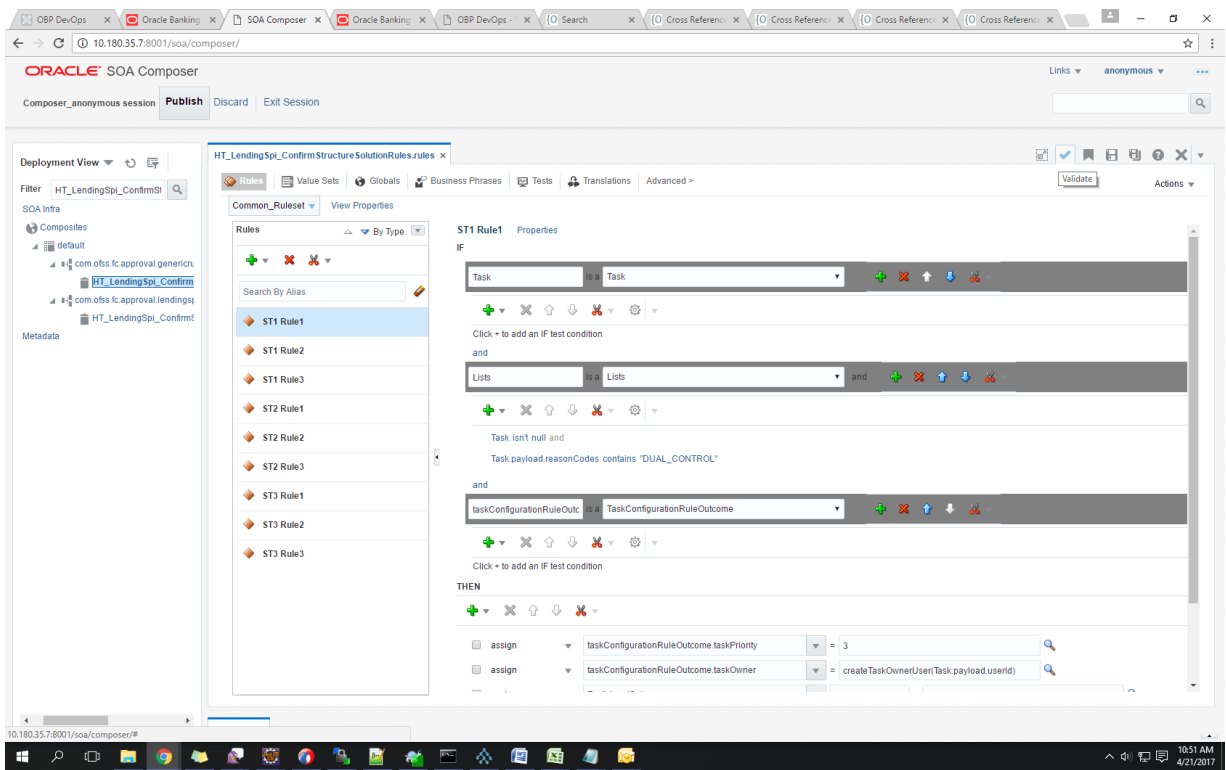 OBP DevOps
Oracle Banking
SOA Composer
Oracle Banking
OBP DevOps -
Search
Cross Reference
Cross Reference
Cross Reference
Cross Reference
10.180.35.7:8001/soa/composer/
ORACLE SOA Composer
Links
anonymous
Composer_anonymous session Publish Discard Exit Session
Deployment View
Filter HT_LendingSpi_ConfirmSt
SOA Infra
Composites
default
com.ofss.fc.approval.genericru
HT_LendingSpi_Confirm
com.ofss.fc.approval.lendingsp
HT_LendingSpi_ConfirmS
Metadata
HT_LendingSpi_ConfirmStructureSolutionRules.rules
Validate
Rules Value Sets Globals Business Phrases Tests Translations Advanced >
Actions
Common_Ruleset View Properties
Rules By Type
Search By Alias
ST1 Rule1
ST1 Rule2
ST1 Rule3
ST2 Rule1
ST2 Rule2
ST2 Rule3
ST3 Rule1
ST3 Rule2
ST3 Rule3
ST1 Rule1 Properties
IF
Task is a Task
Click + to add an IF test condition
and
Lists is a Lists and
Task isn't null and
Task.payload.reasonCodes contains "DUAL_CONTROL"
and
taskConfigurationRuleOutc is a TaskConfigurationRuleOutcome
Click + to add an IF test condition
THEN
assign taskConfigurationRuleOutcome.taskPriority = 3
assign taskConfigurationRuleOutcome.taskOwner = createTaskOwnerUser(Task.payload.userId)
10.180.35.7:8001/soa/composer/#
10:51 AM
4/21/2017